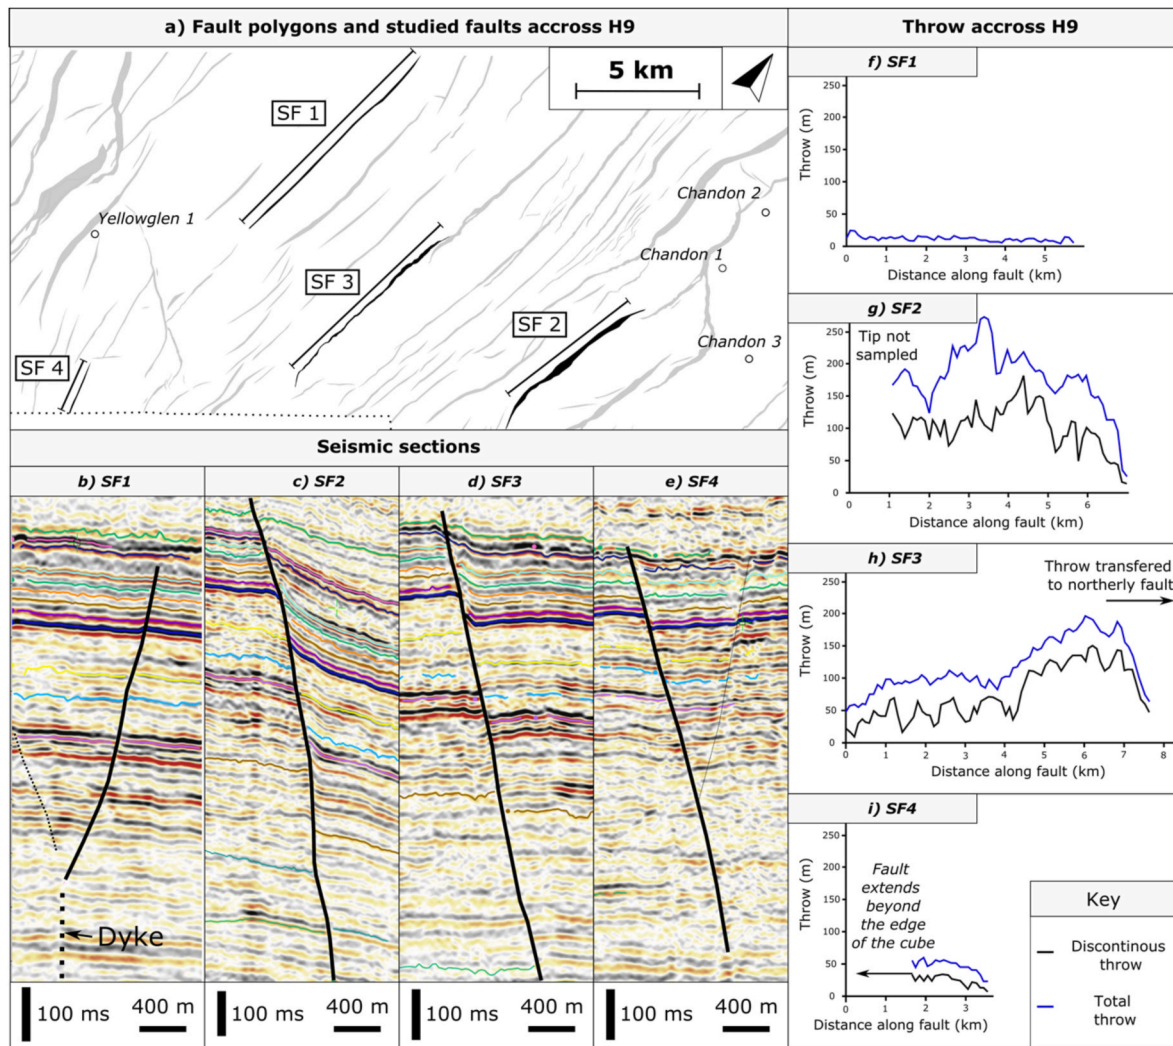 a) Fault polygons and studied faults accross H9
5 km
SF 1
Yellowglen 1
Chandon 2
Chandon 1
SF 3
SF 2
Chandon 3
SF 4
Seismic sections
b) SF1
c) SF2
d) SF3
e) SF4
Dyke
100 ms
400 m
100 ms
400 m
100 ms
400 m
100 ms
400 m
Throw accross H9
f) SF1
Throw (m)
250
200
150
100
50
0
0 1 2 3 4 5
Distance along fault (km)
g) SF2
Tip not
sampled
Throw (m)
250
200
150
100
50
0
0 1 2 3 4 5 6
Distance along fault (km)
h) SF3
Throw transfered
to northerly fault
Throw (m)
250
200
150
100
50
0
0 1 2 3 4 5 6 7 8
Distance along fault (km)
i) SF4
Fault
extends
beyond
the edge
of the cube
Throw (m)
250
200
150
100
50
0
0 1 2 3
Distance along fault (km)
Key
Discontinous
throw
Total
throw